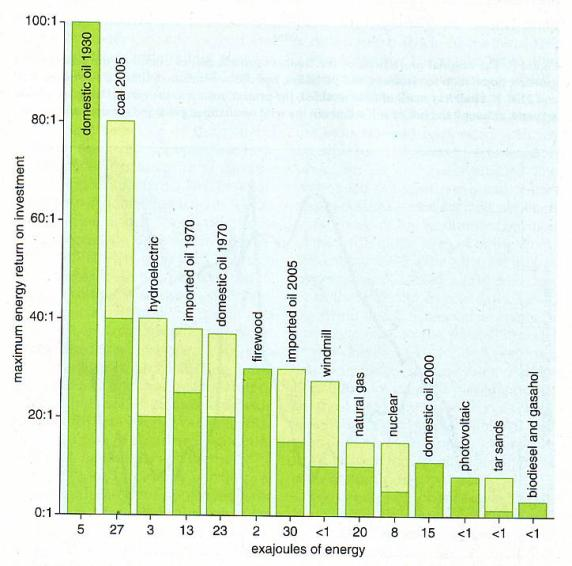 maximum energy return on investment
100:1
80:1
60:1
40:1
20:1
0:1
domestic oil 1930
coal 2005
hydroelectric
imported oil 1970
domestic oil 1970
firewood
imported oil 2005
windmill
natural gas
nuclear
domestic oil 2000
photovoltaic
tar sands
biodiesel and gasahol
5 27 3 13 23 2 30 <1 20 8 15 <1 <1 <1
exajoules of energy